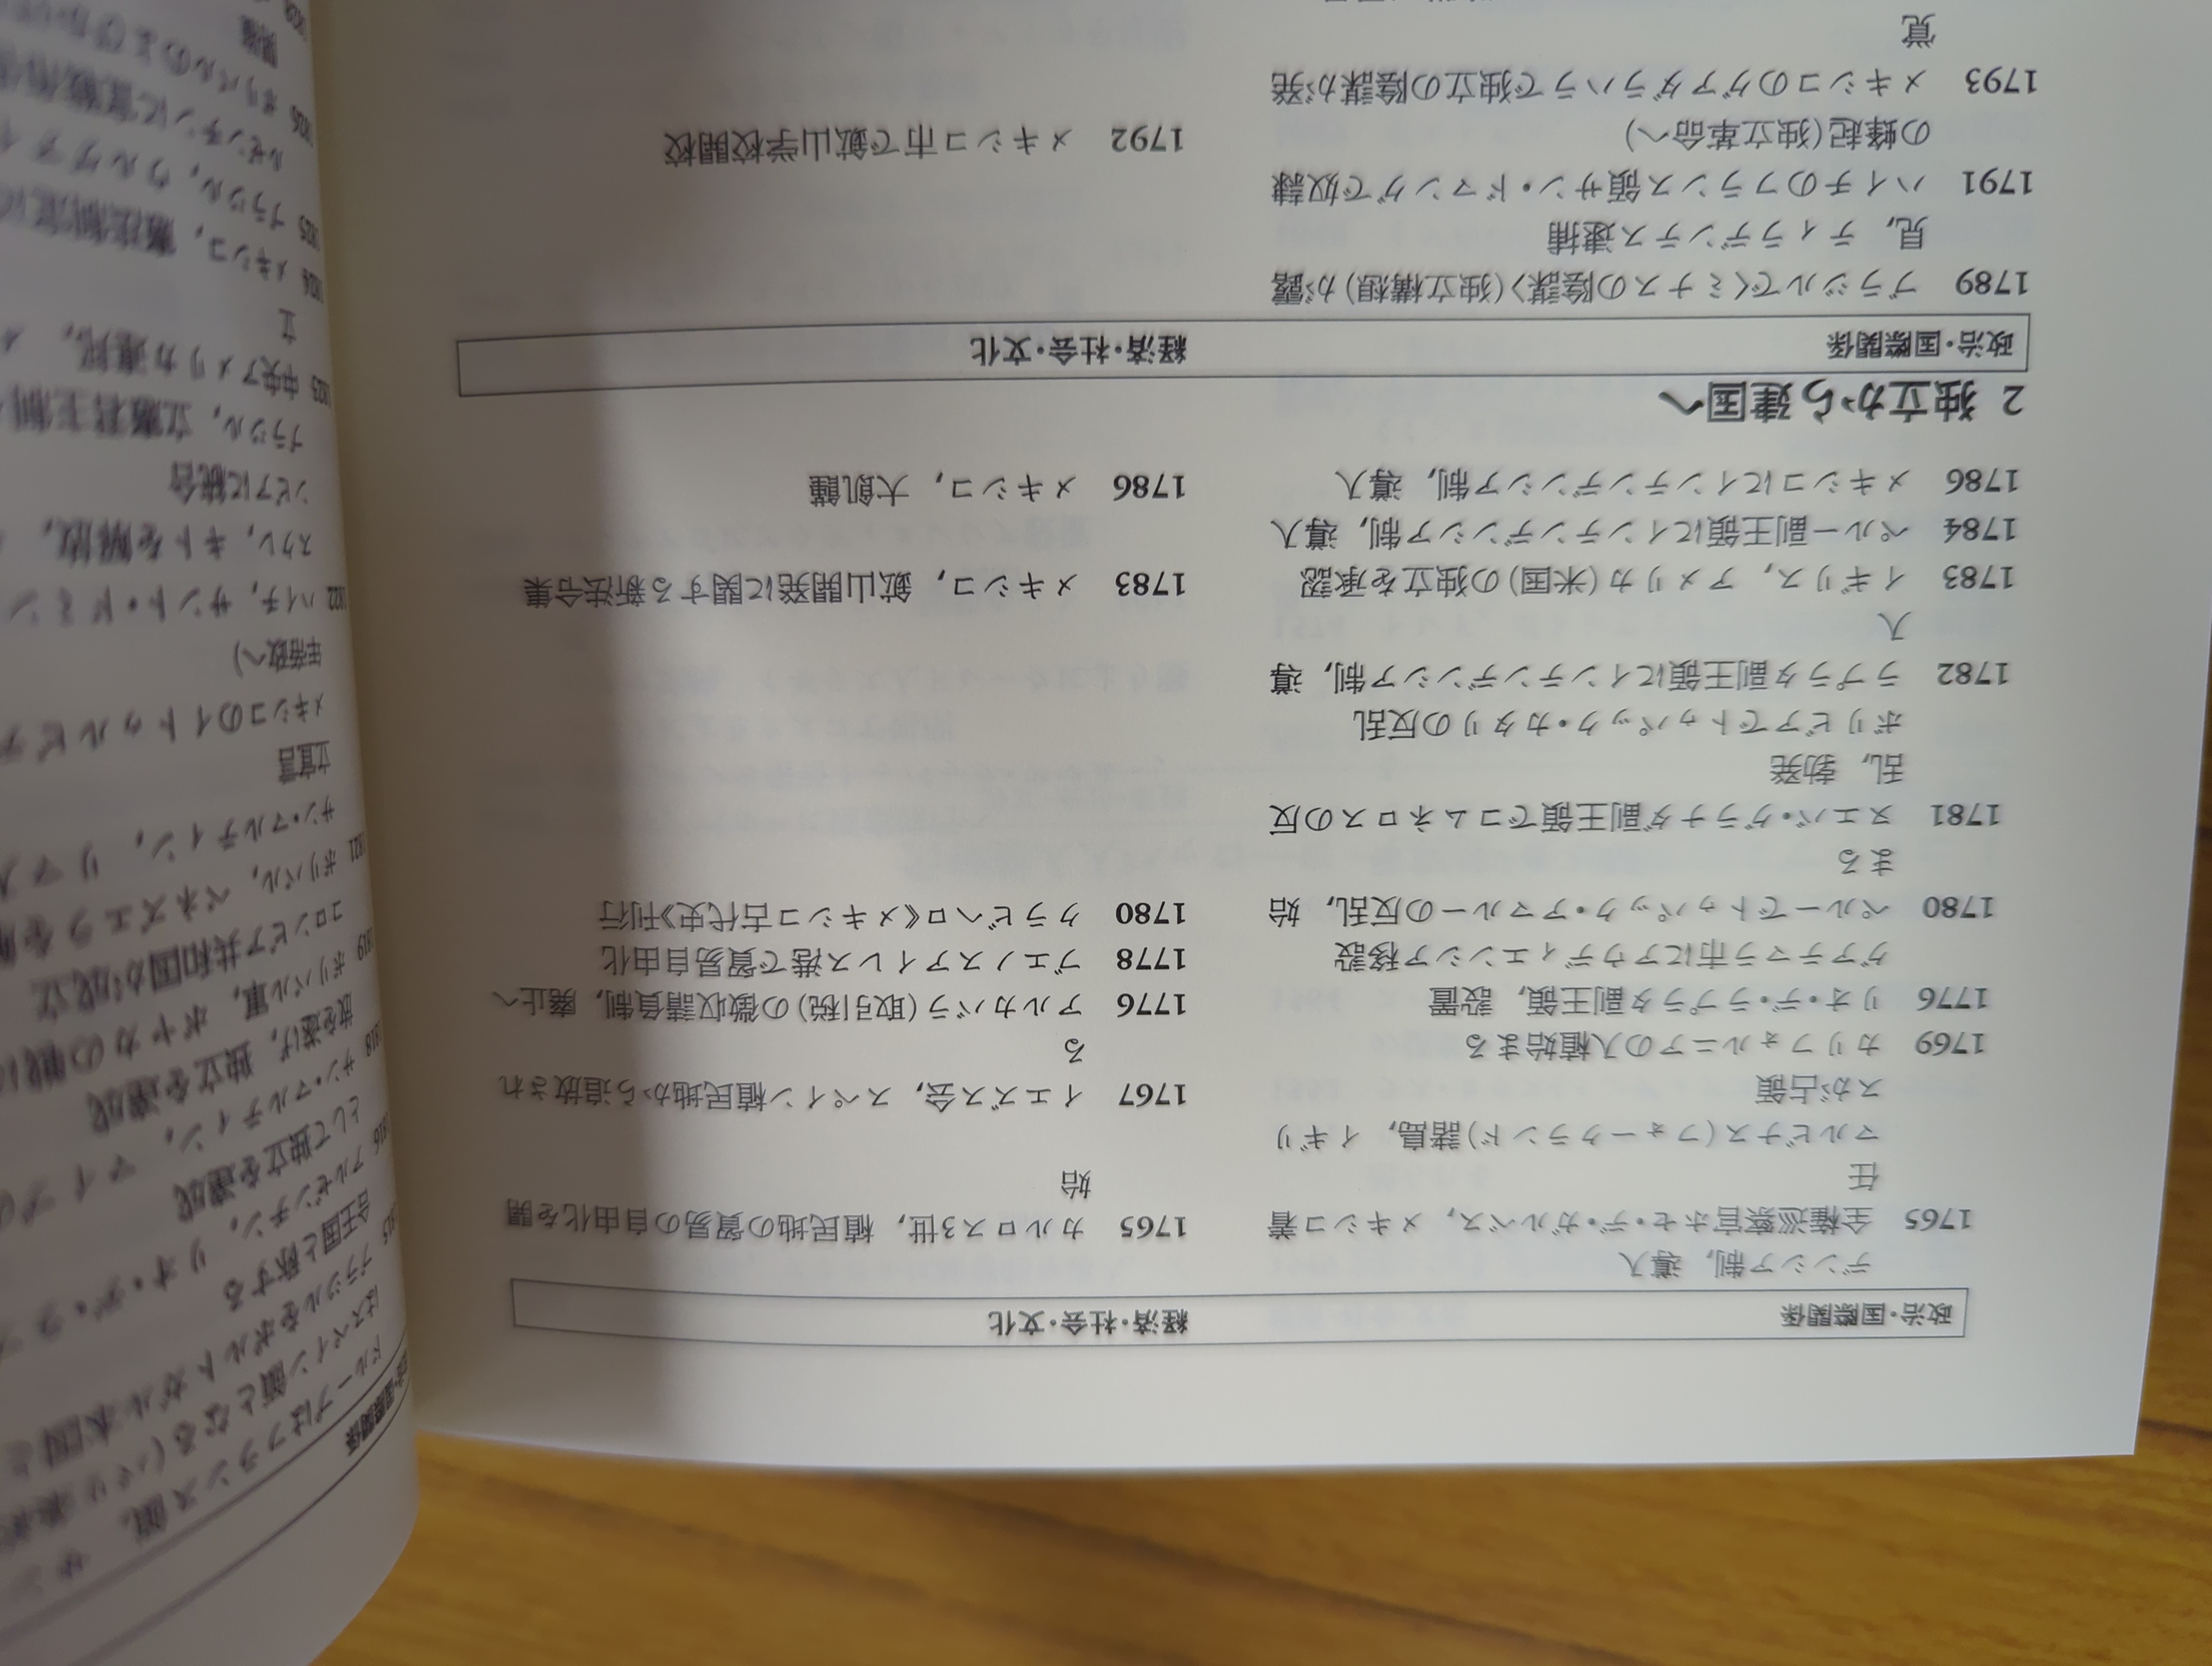 政治・国際関係
デンシア制，導入
1765 全権巡察官ホセ・デ・ガルベス，メキシコ着
任
マルビナス(フォークランド)諸島，イギリ
スが占領
1769 カリフォルニアの入植始まる
1776 リオ・デ・ラプラタ副王領，設置
グアテマラ市にアウディエンシア移設
1780 ペルーでトゥパック・アマルーの反乱，始
まる
1781 ヌエバ・グラナダ副王領でコムネロスの反
乱，勃発
ボリビアでトゥパック・カタリの反乱
1782 ラプラタ副王領にインテンデンシア制，導
入
1783 イギリス，アメリカ(米国)の独立を承認
1784 ペルー副王領にインテンデンシア制，導入
1786 メキシコにインテンデンシア制，導入
経済・社会・文化
1765 カルロス3世，植民地の貿易の自由化を開
始
1767 イエズス会，スペイン植民地から追放され
る
1776 アルカバラ(取引税)の徴収請負制，廃止へ
1778 ブエノスアイレス港で貿易自由化
1780 クラビヘロ《メキシコ古代史》刊行
1783 メキシコ，鉱山開発に関する新法令集
1786 メキシコ，大飢饉
2 独立から建国へ
政治・国際関係
1789 ブラジルで〈ミナスの陰謀〉(独立構想)が露
見，ティラデンテス逮捕
1791 ハイチのフランス領サン・ドマングで奴隷
の蜂起(独立革命へ)
1793 メキシコのグアダラハラで独立の陰謀が発
覚
経済・社会・文化
1792 メキシコ市で鉱山学校開校
国際関係
ドループはフランス領，サン
はスペイン領となる(パリ
ブラジルをポルトガル本国と
合王国と称する
アルゼンチン，リオ・デ・ラプ
として独立を達成
サン・マルティン，マイプの
放を遂げ，独立を達成
ボリバル軍，ボヤカの戦い
コロンビア共和国が成立
ボリバル，ベネズエラを
サン・マルティン，リマ
立宣言
メキシコのイトゥルビデ
年帝政へ)
ハイチ，サント・ドミン
スクレ，キトを解放，
ンビアに統合
ブラジル，立憲君主制
中央アメリカ連邦，
立
メキシコ，憲法制定
ブラジル，ウルグアイ
ルゼンチンに宣戦布
ボリバルのよびかけ
開催